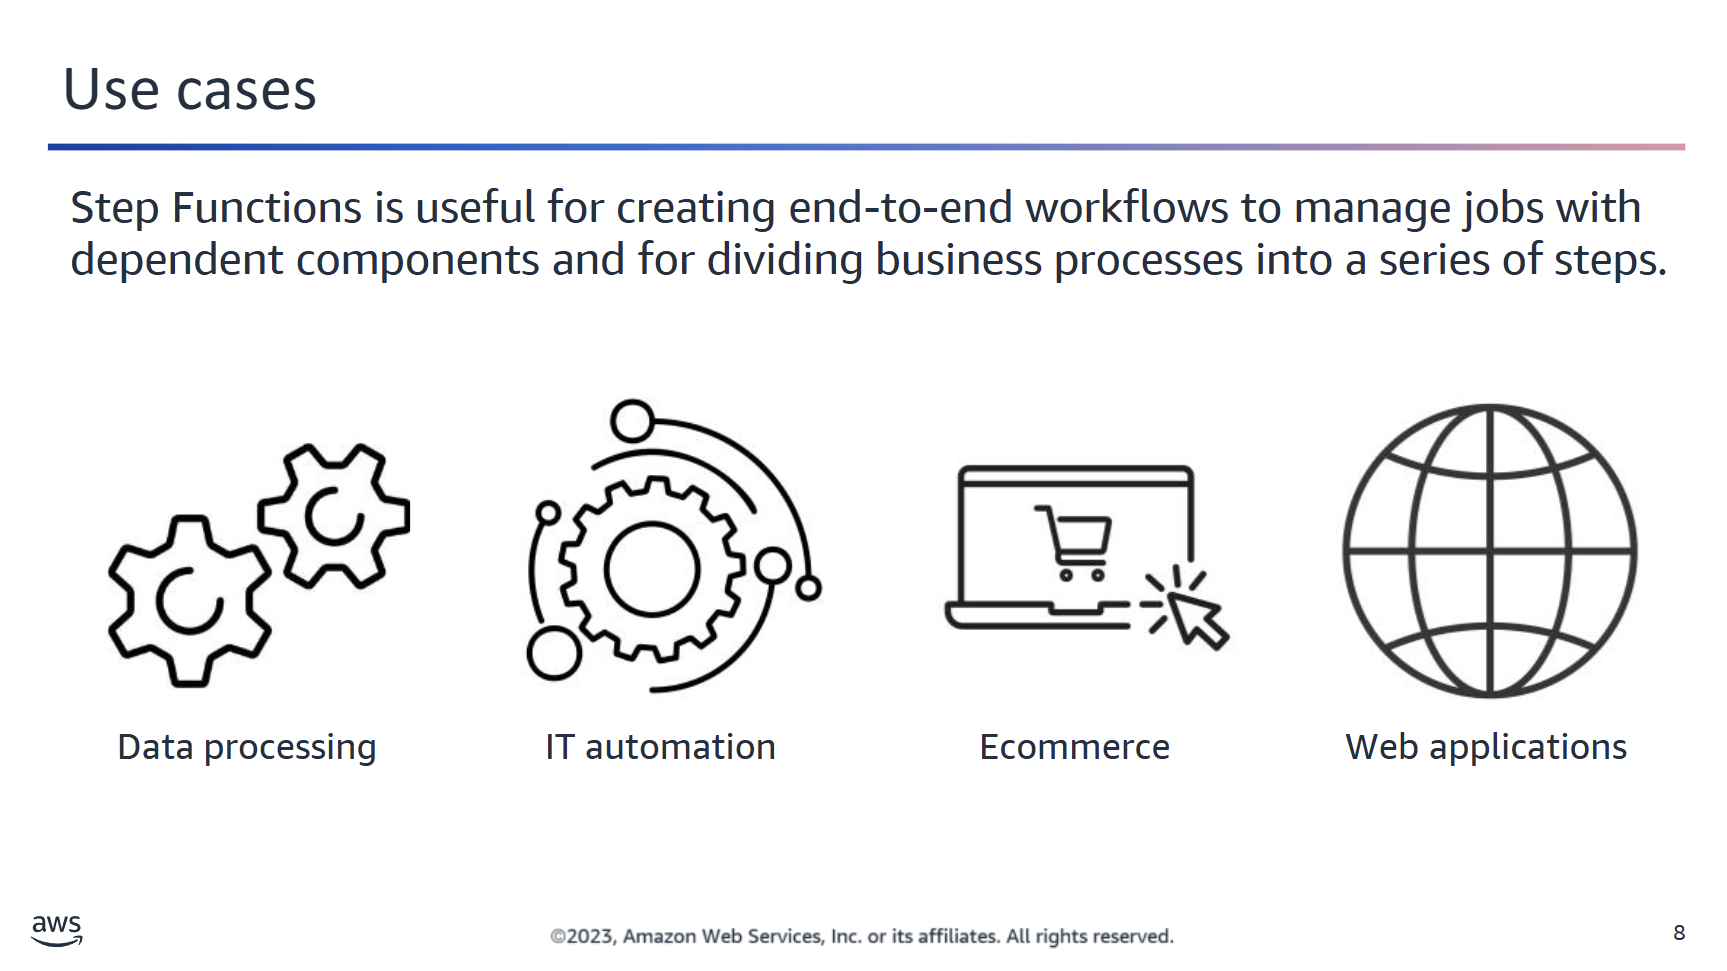 Use cases
Step Functions is useful for creating end-to-end workflows to manage jobs with
dependent components and for dividing business processes into a series of steps.
Data processing
IT automation
Ecommerce
Web applications
aws
©2023, Amazon Web Services, Inc. or its affiliates. All rights reserved.
8